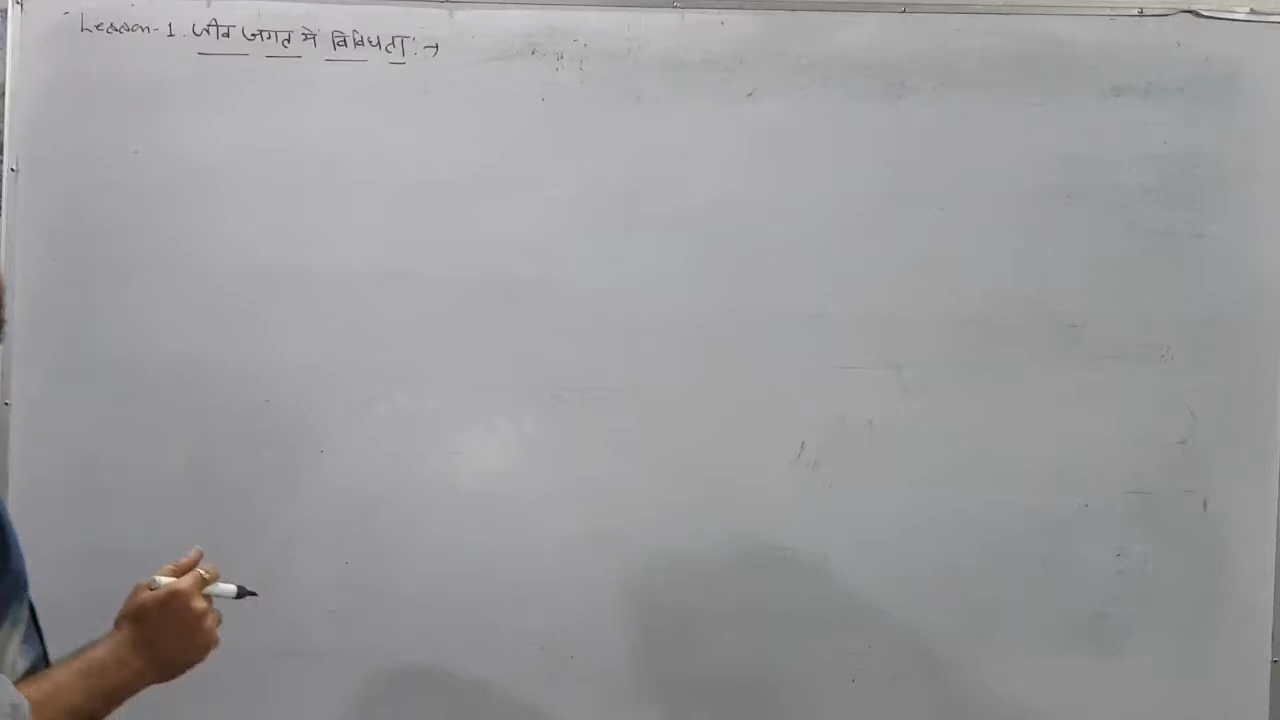 Lesson-1. जीव जगत में विविधता :→